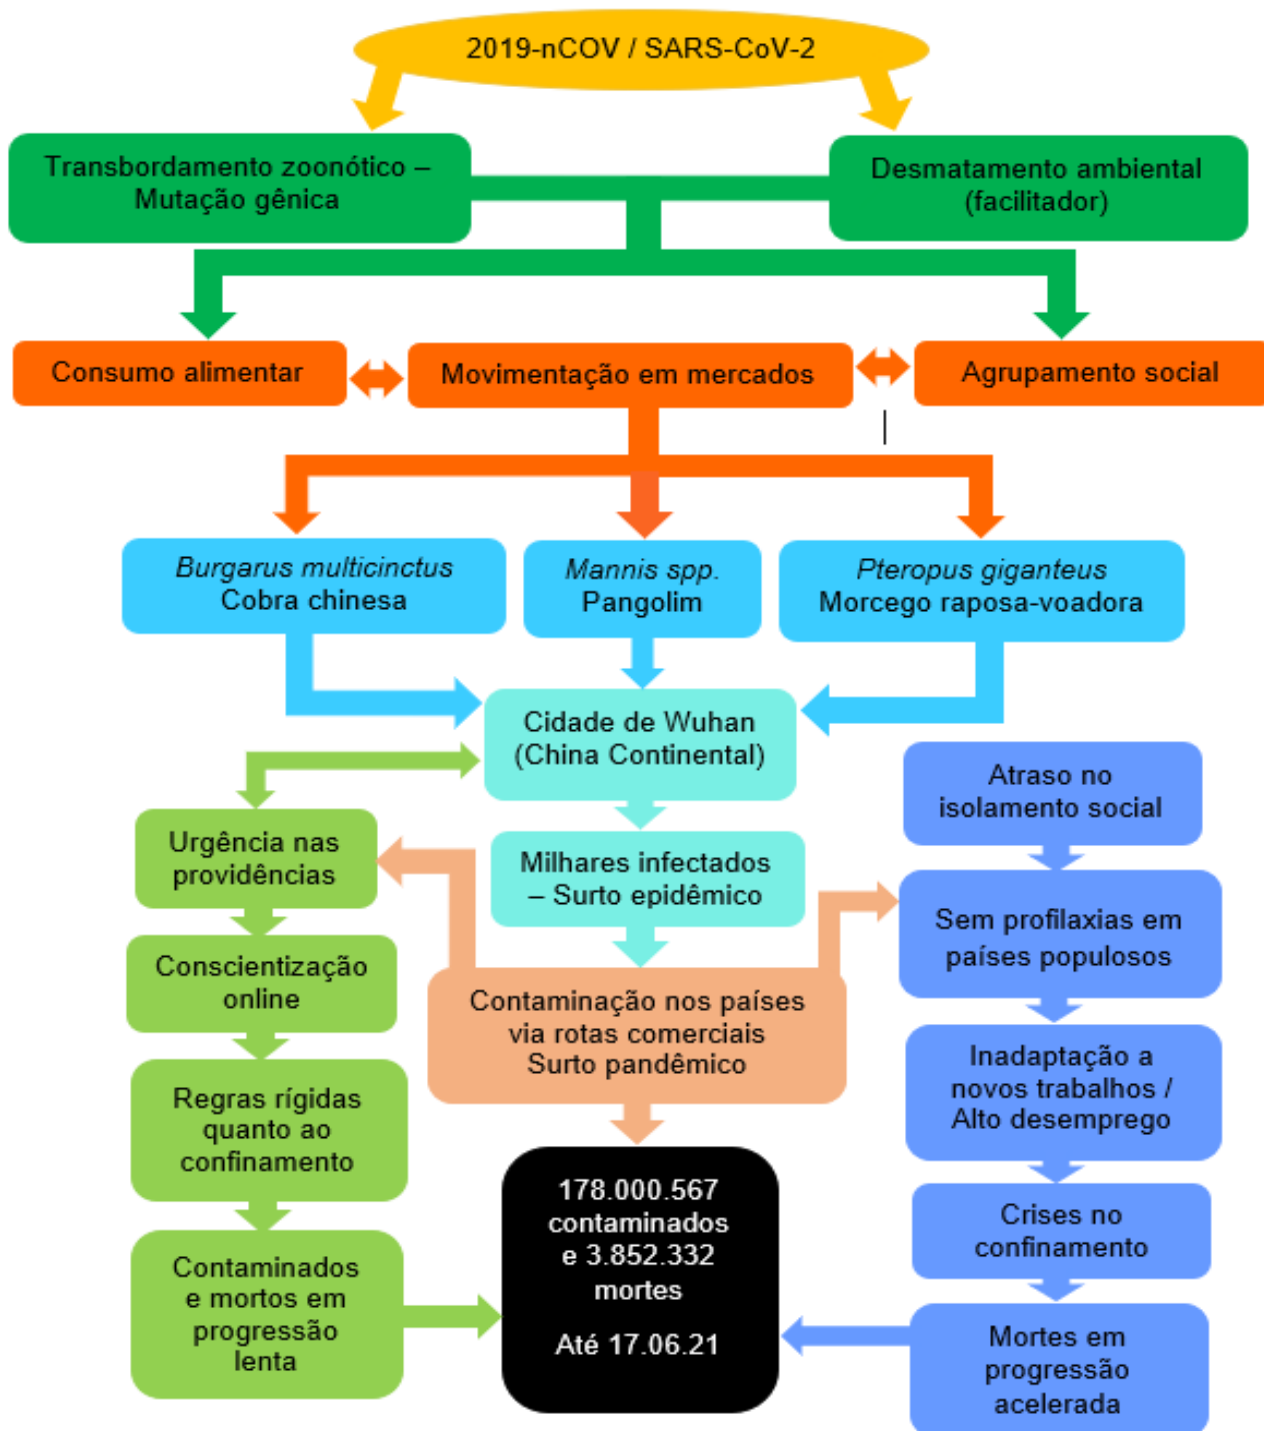 2019-nCOV / SARS-CoV-2
Transbordamento zoonótico –
Mutação gênica
Desmatamento ambiental
(facilitador)
Consumo alimentar
Movimentação em mercados
Agrupamento social
Burgarus multicinctus
Cobra chinesa
Mannis spp.
Pangolim
Pteropus giganteus
Morcego raposa-voadora
Cidade de Wuhan
(China Continental)
Atraso no
isolamento social
Urgência nas
providências
Milhares infectados
– Surto epidêmico
Sem profilaxias em
países populosos
Conscientização
online
Contaminação nos países
via rotas comerciais
Surto pandêmico
Inadaptação a
novos trabalhos /
Alto desemprego
Regras rígidas
quanto ao
confinamento
178.000.567
contaminados
e 3.852.332
mortes
Até 17.06.21
Crises no
confinamento
Contaminados
e mortos em
progressão
lenta
Mortes em
progressão
acelerada